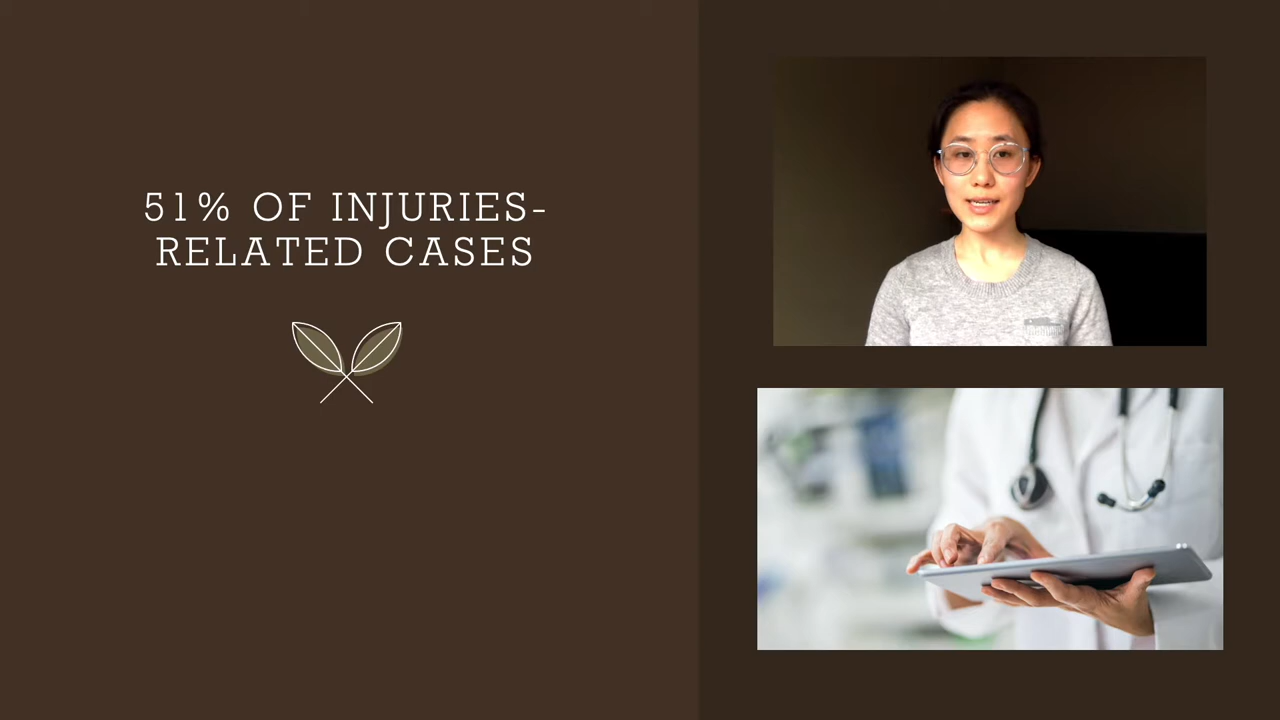 51% OF INJURIES-
RELATED CASES